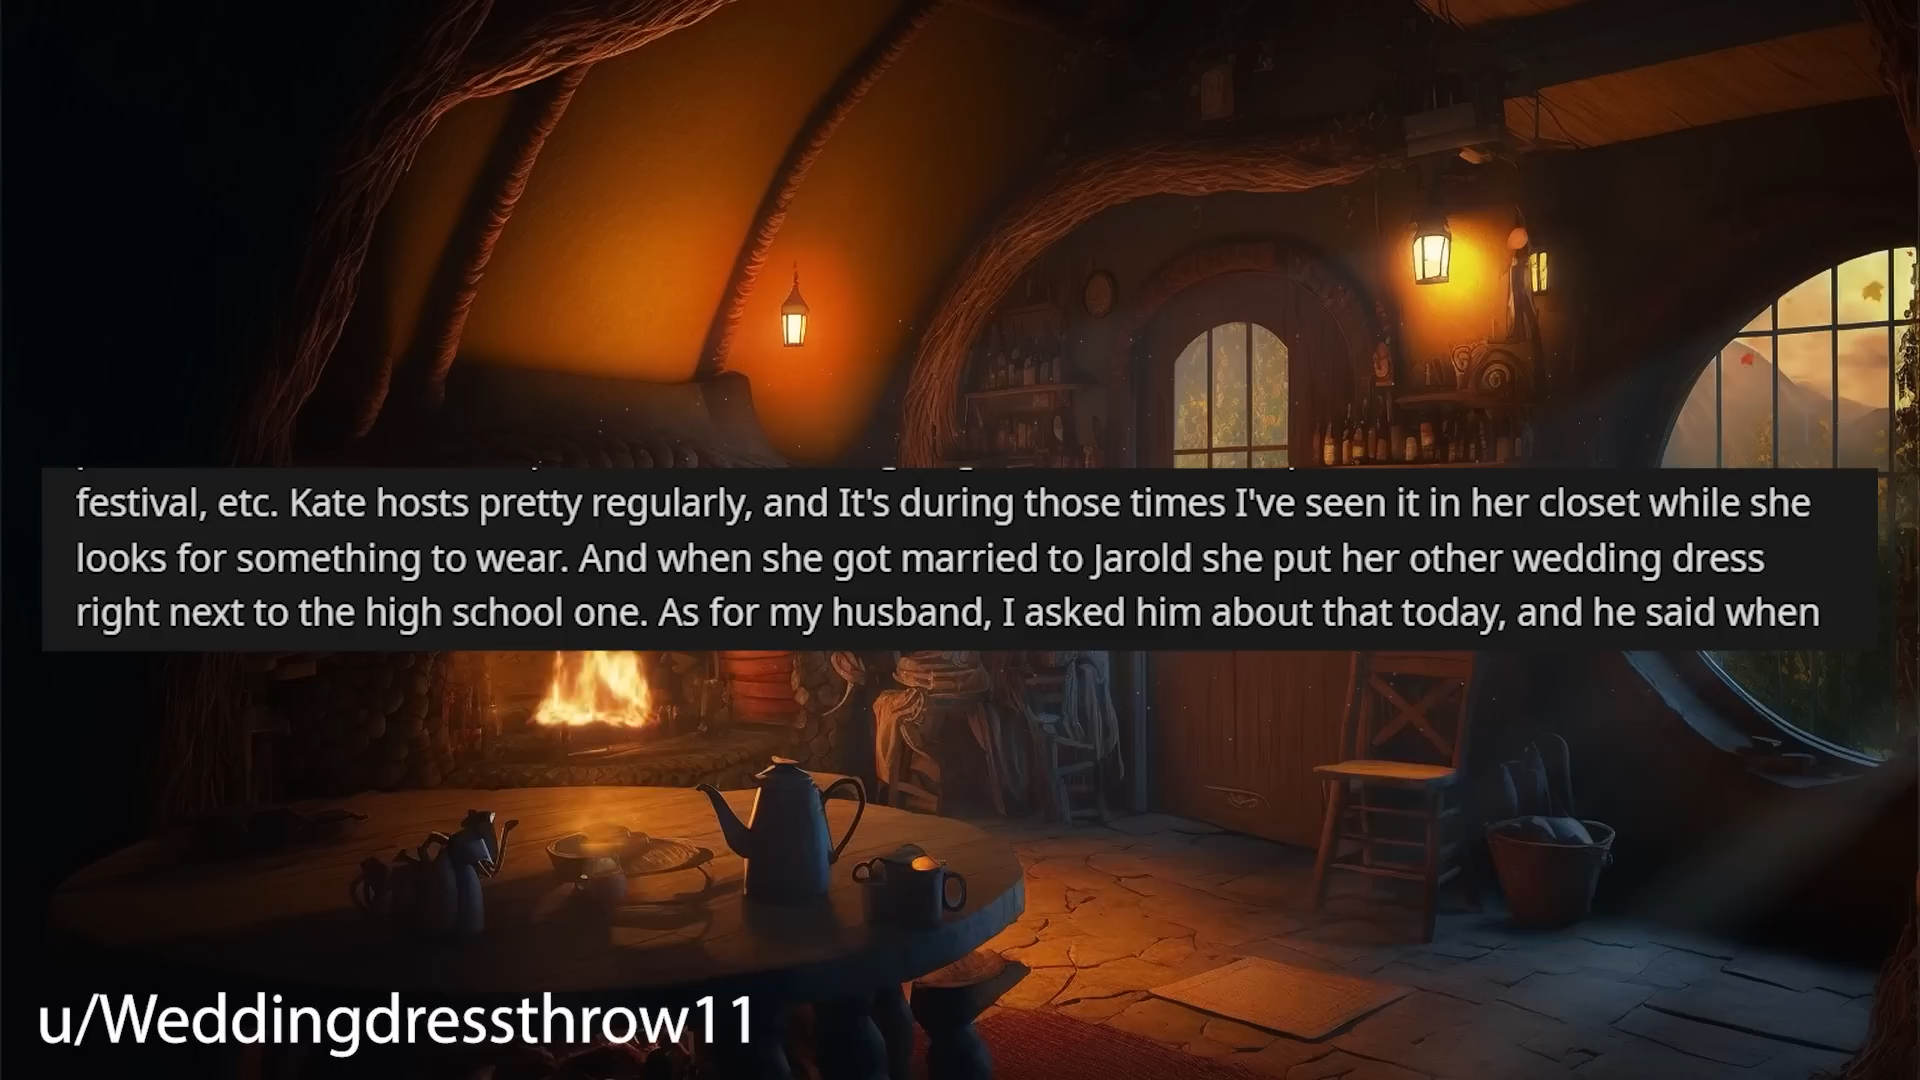 festival, etc. Kate hosts pretty regularly, and It's during those times I've seen it in her closet while she
looks for something to wear. And when she got married to Jarold she put her other wedding dress
right next to the high school one. As for my husband, I asked him about that today, and he said when
u/Weddingdressthrow11